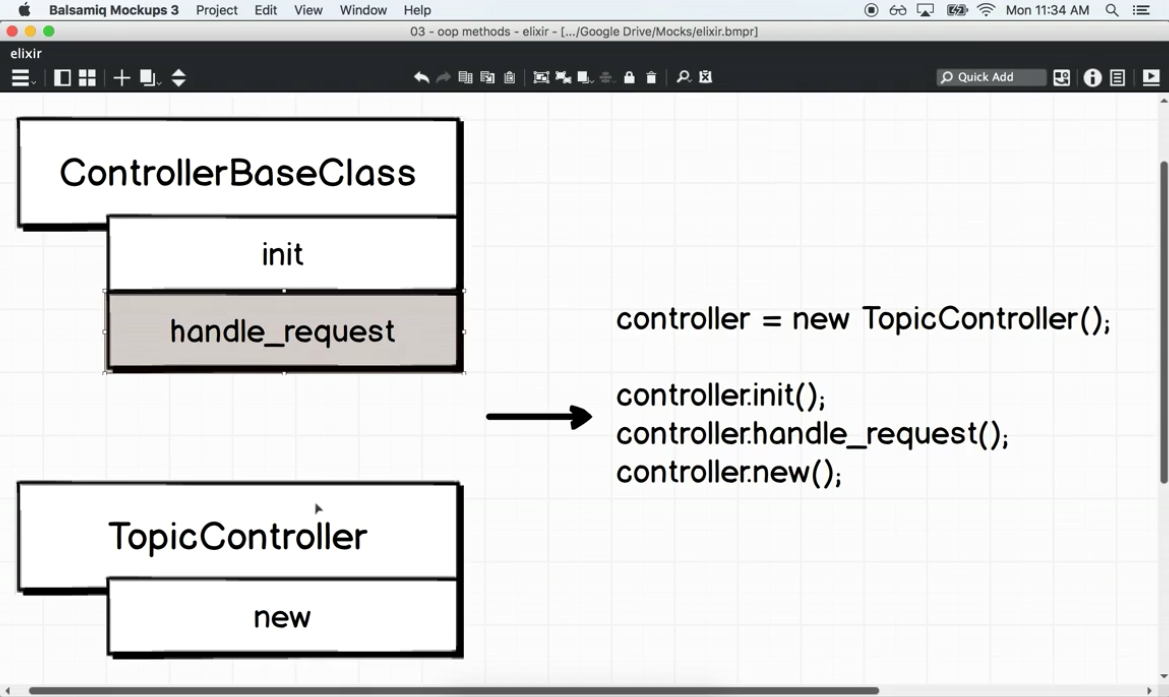 Balsamiq Mockups 3 Project Edit View Window Help Mon 11:34 AM
03 - oop methods - elixir - [.../Google Drive/Mocks/elixir.bmpr]
elixir
Quick Add
ControllerBaseClass
init
handle_request
controller = new TopicController();
controller.init();
controller.handle_request();
controller.new();
TopicController
new